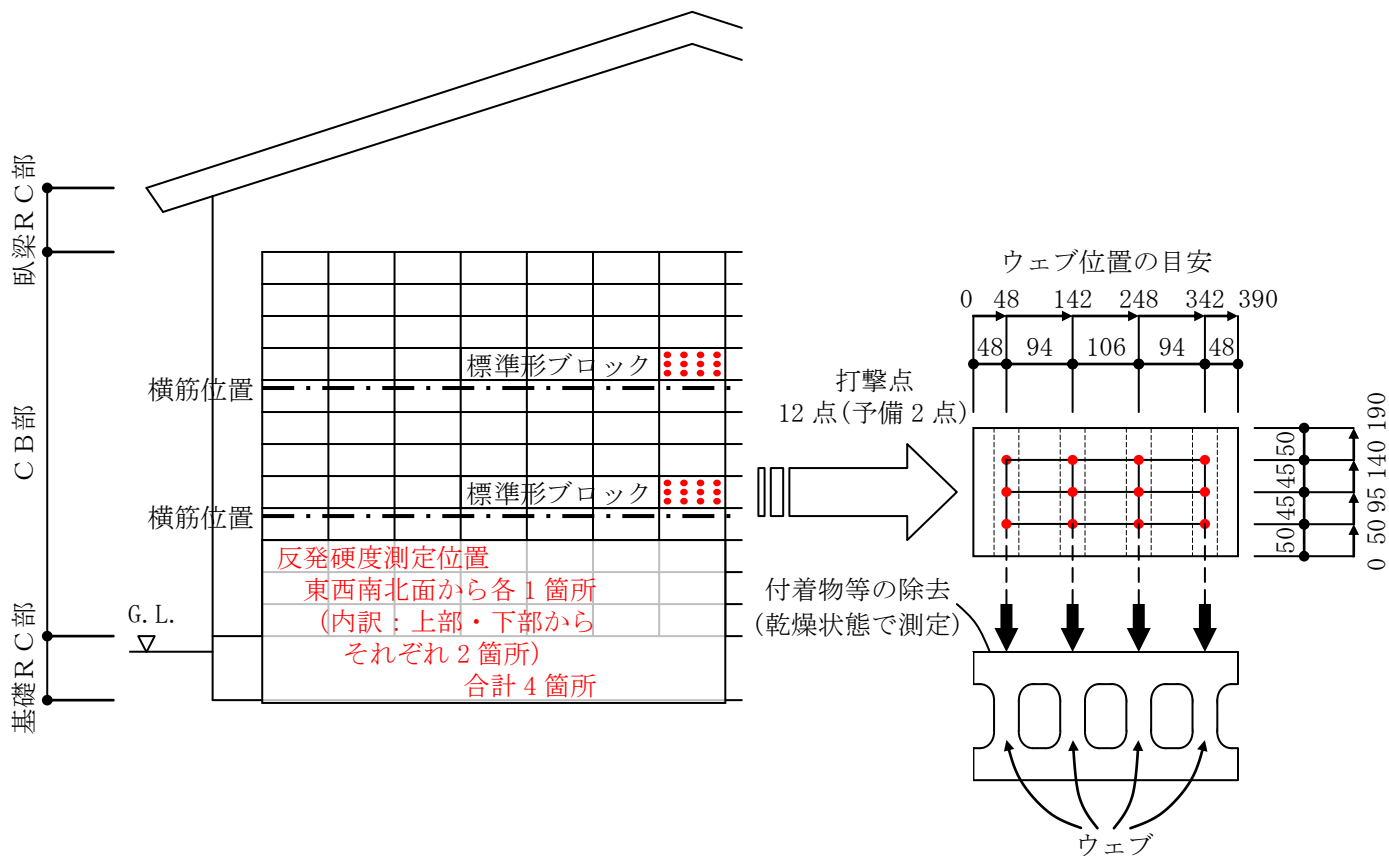 臥梁RC部
CB部
基礎RC部
G.L.
標準形ブロック
横筋位置
標準形ブロック
横筋位置
反発硬度測定位置
東西南北面から各1箇所
(内訳：上部・下部から
それぞれ2箇所)
合計4箇所
打撃点
12点(予備2点)
ウェブ位置の目安
0 48 142 248 342 390
48 94 106 94 48
50 45 45 50
0 50 95 140 190
付着物等の除去
(乾燥状態で測定)
ウェブ